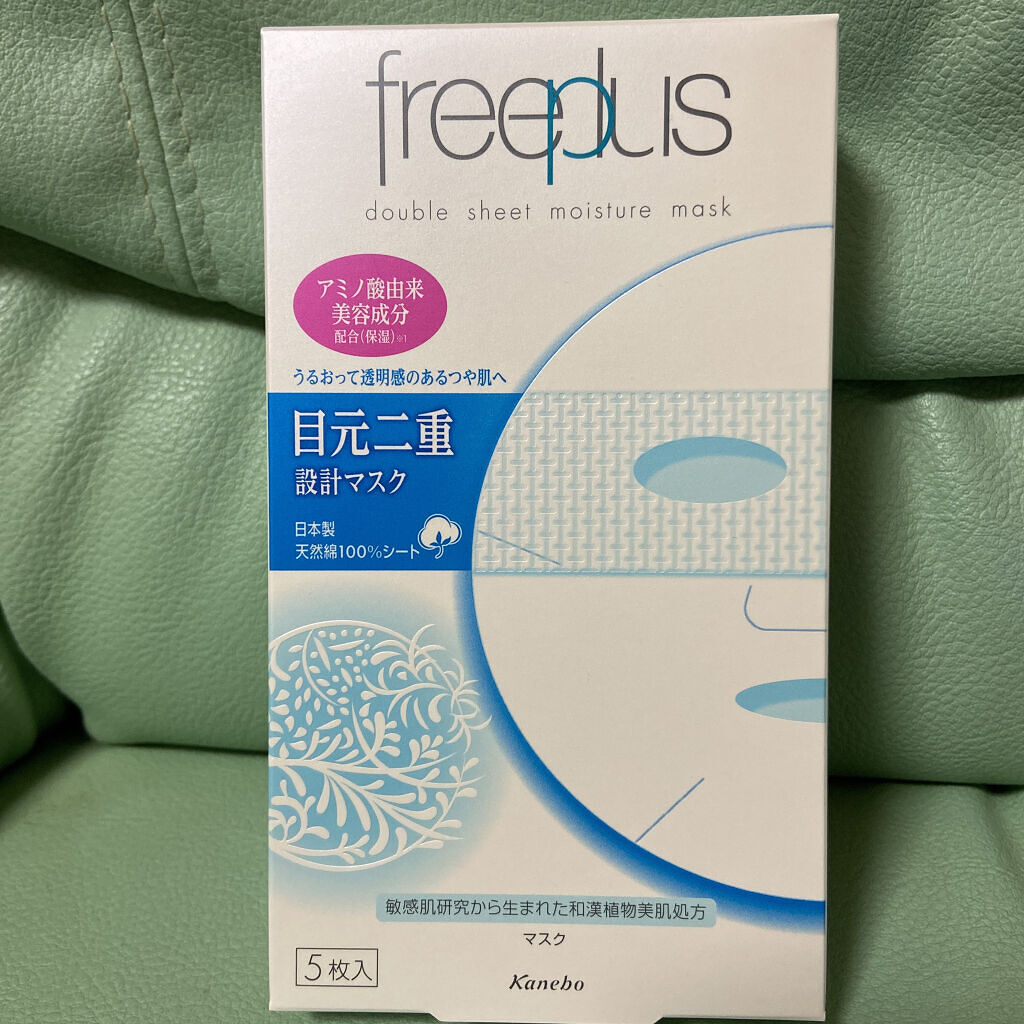 freeplus
double sheet moisture mask
アミノ酸由来
美容成分
配合(保湿)※1
うるおって透明感のあるつや肌へ
目元二重
設計マスク
日本製
天然綿100%シート
敏感肌研究から生まれた和漢植物美肌処方
マスク
5枚入
Kanebo